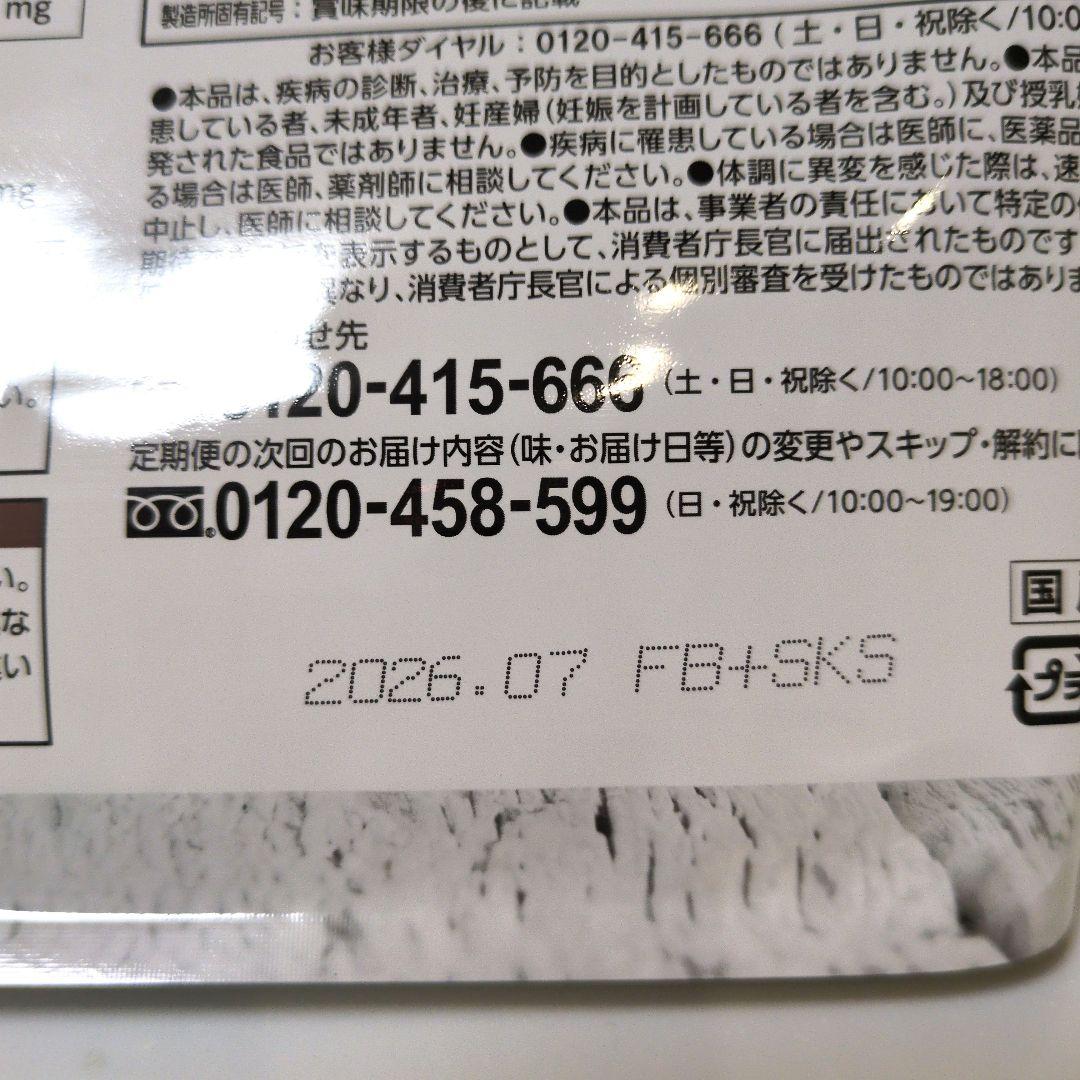 mg
製造所固有記号：賞味期限の後に記載
お客様ダイヤル：0120-415-666 (土・日・祝除く/10:0
●本品は、疾病の診断、治療、予防を目的としたものではありません。●本品
患している者、未成年者、妊産婦(妊娠を計画している者を含む。)及び授乳
発された食品ではありません。●疾病に罹患している場合は医師に、医薬品
mg
る場合は医師、薬剤師に相談してください。●体調に異変を感じた際は、速
中止し、医師に相談してください。●本品は、事業者の責任において特定の
表示するものとして、消費者庁長官に届出されたものです
異なり、消費者庁長官による個別審査を受けたものではありま
せ先
0120-415-666 (土・日・祝除く/10:00~18:00)
い。
定期便の次回のお届け内容(味・お届け日等)の変更やスキップ・解約に
0120-458-599 (日・祝除く/10:00~19:00)
い。
な
い
国
プラ
2026.07 FB+SKS